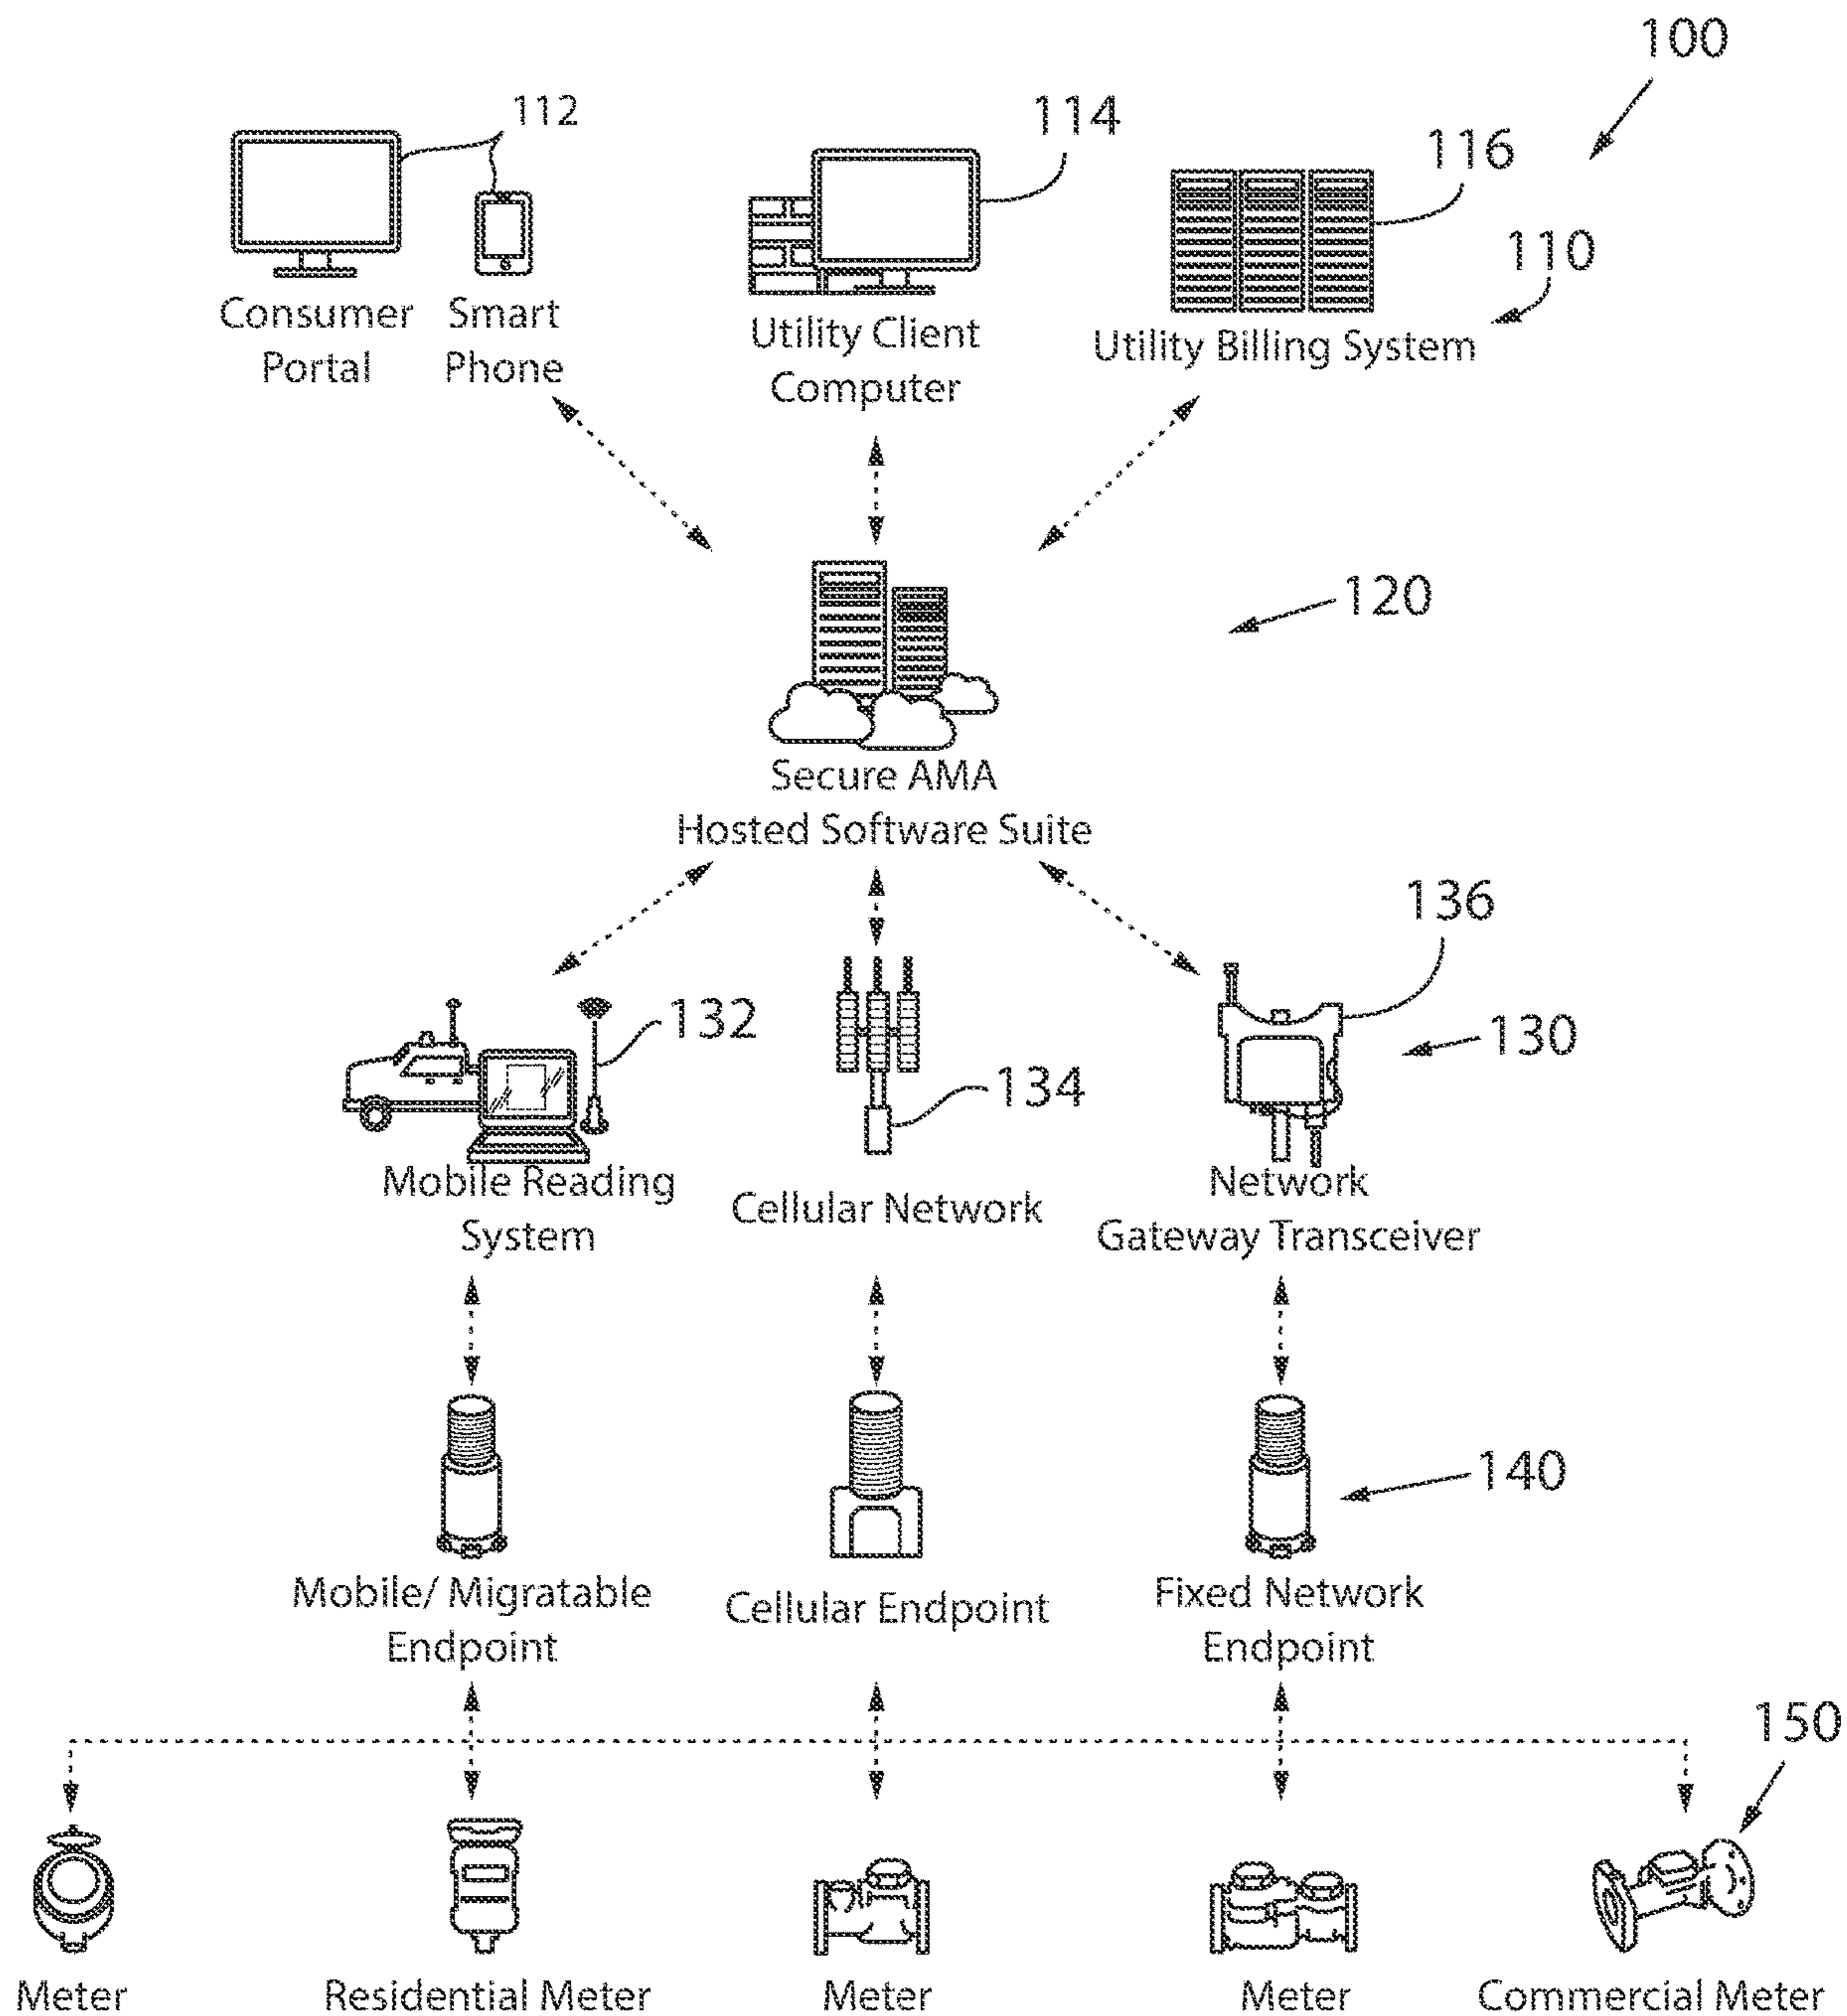 100
112
114
116
110
Consumer
Portal
Smart
Phone
Utility Client
Computer
Utility Billing System
120
Secure AMA
Hosted Software Suite
136
132
134
130
Mobile Reading
System
Cellular Network
Network
Gateway Transceiver
140
Mobile/ Migratable
Endpoint
Cellular Endpoint
Fixed Network
Endpoint
150
Meter
Residential Meter
Meter
Meter
Commercial Meter